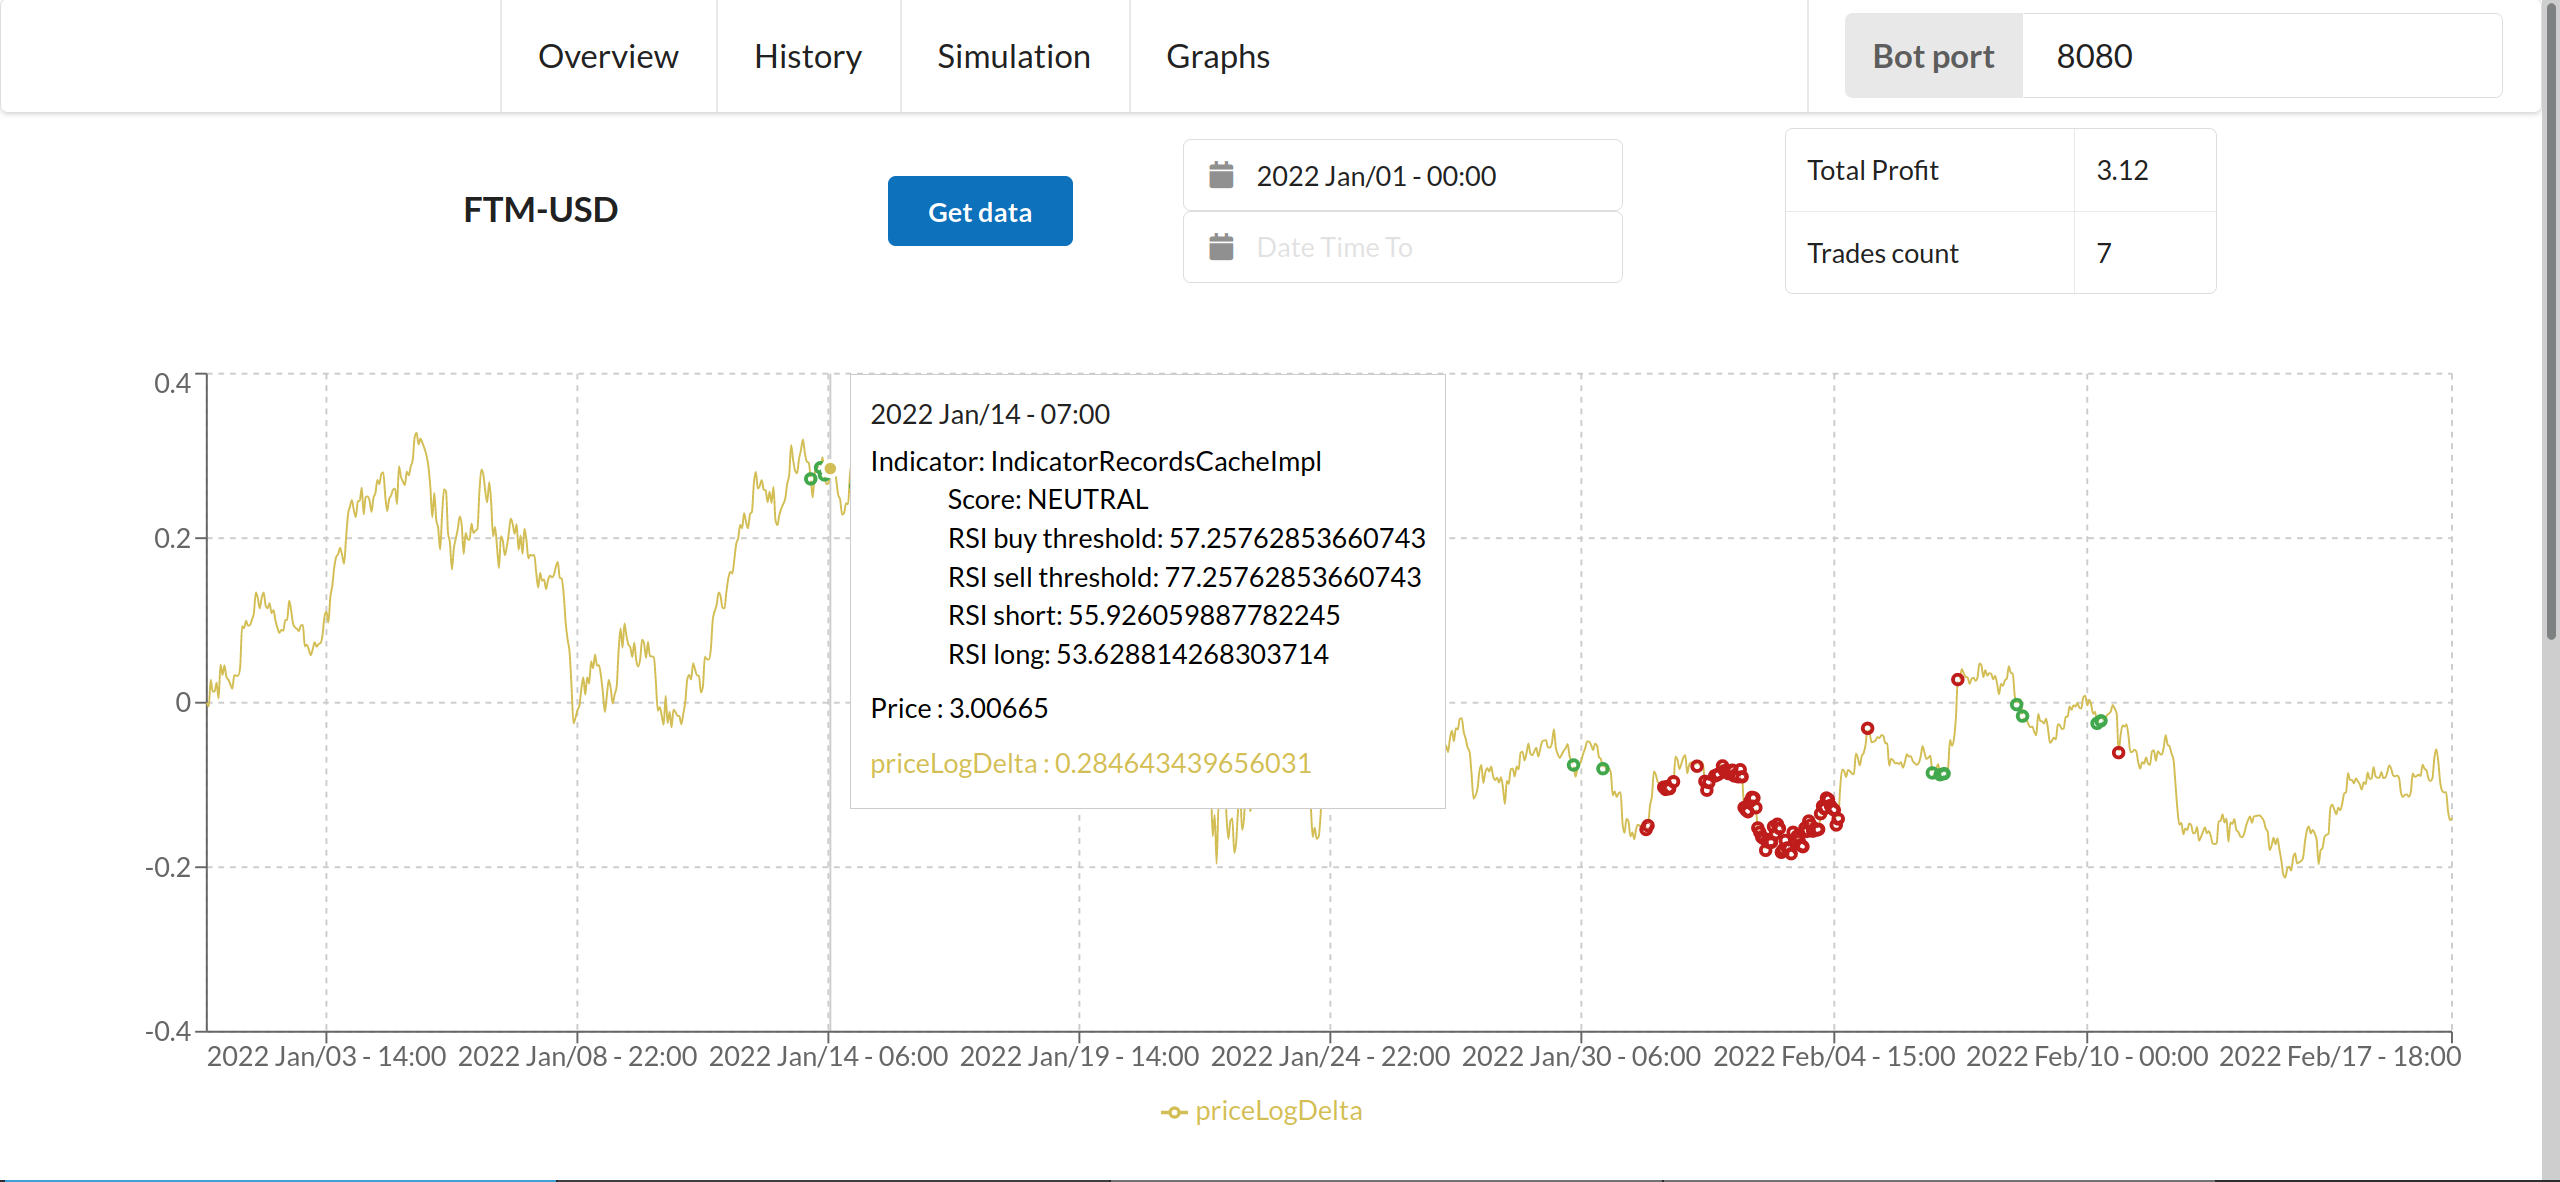 Overview
History
Simulation
Graphs
Bot port
8080
FTM-USD
Get data
2022 Jan/01 - 00:00
Date Time To
Total Profit
3.12
Trades count
7
0.4
0.2
0
-0.2
-0.4
2022 Jan/14 - 07:00
Indicator: IndicatorRecordsCacheImpl
Score: NEUTRAL
RSI buy threshold: 57.25762853660743
RSI sell threshold: 77.25762853660743
RSI short: 55.926059887782245
RSI long: 53.628814268303714
Price : 3.00665
priceLogDelta : 0.284643439656031
2022 Jan/03 - 14:00
2022 Jan/08 - 22:00
2022 Jan/14 - 06:00
2022 Jan/19 - 14:00
2022 Jan/24 - 22:00
2022 Jan/30 - 06:00
2022 Feb/04 - 15:00
2022 Feb/10 - 00:00
2022 Feb/17 - 18:00
priceLogDelta